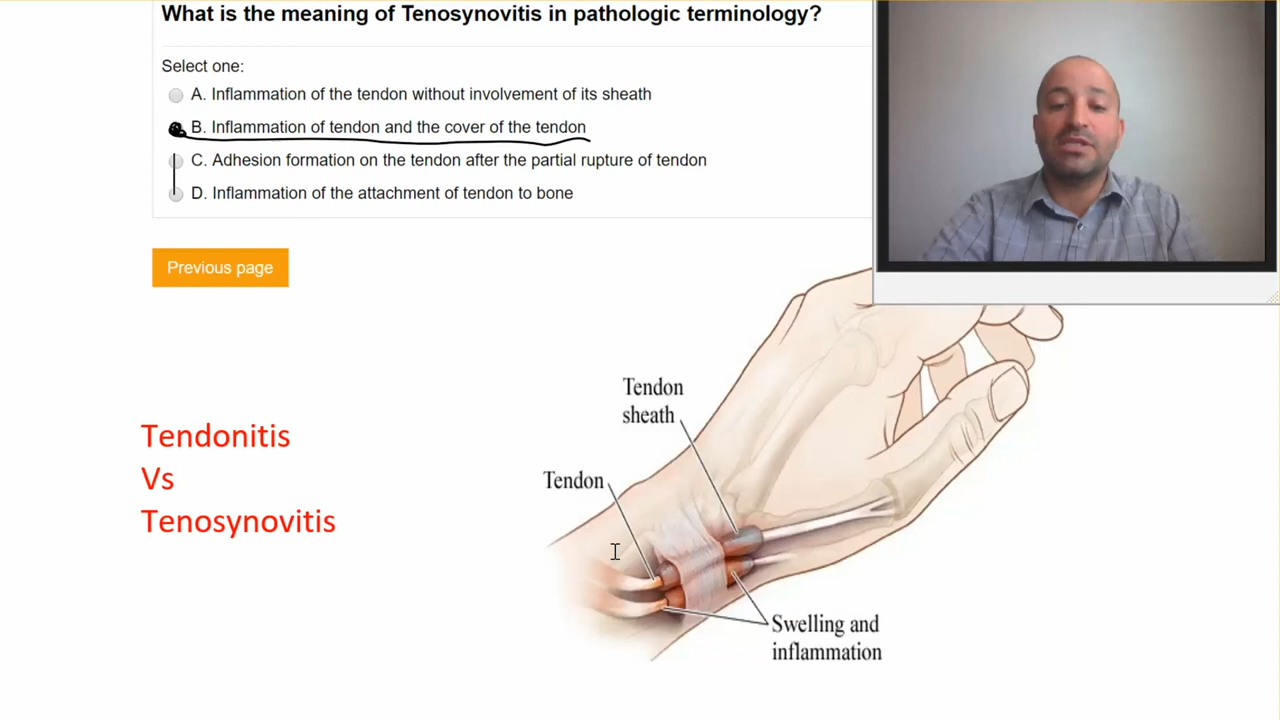 What is the meaning of Tenosynovitis in pathologic terminology?
Select one:
A. Inflammation of the tendon without involvement of its sheath
B. Inflammation of tendon and the cover of the tendon
C. Adhesion formation on the tendon after the partial rupture of tendon
D. Inflammation of the attachment of tendon to bone
Previous page
Tendon
sheath
Tendon
Tendonitis
Vs
Tenosynovitis
Swelling and
inflammation